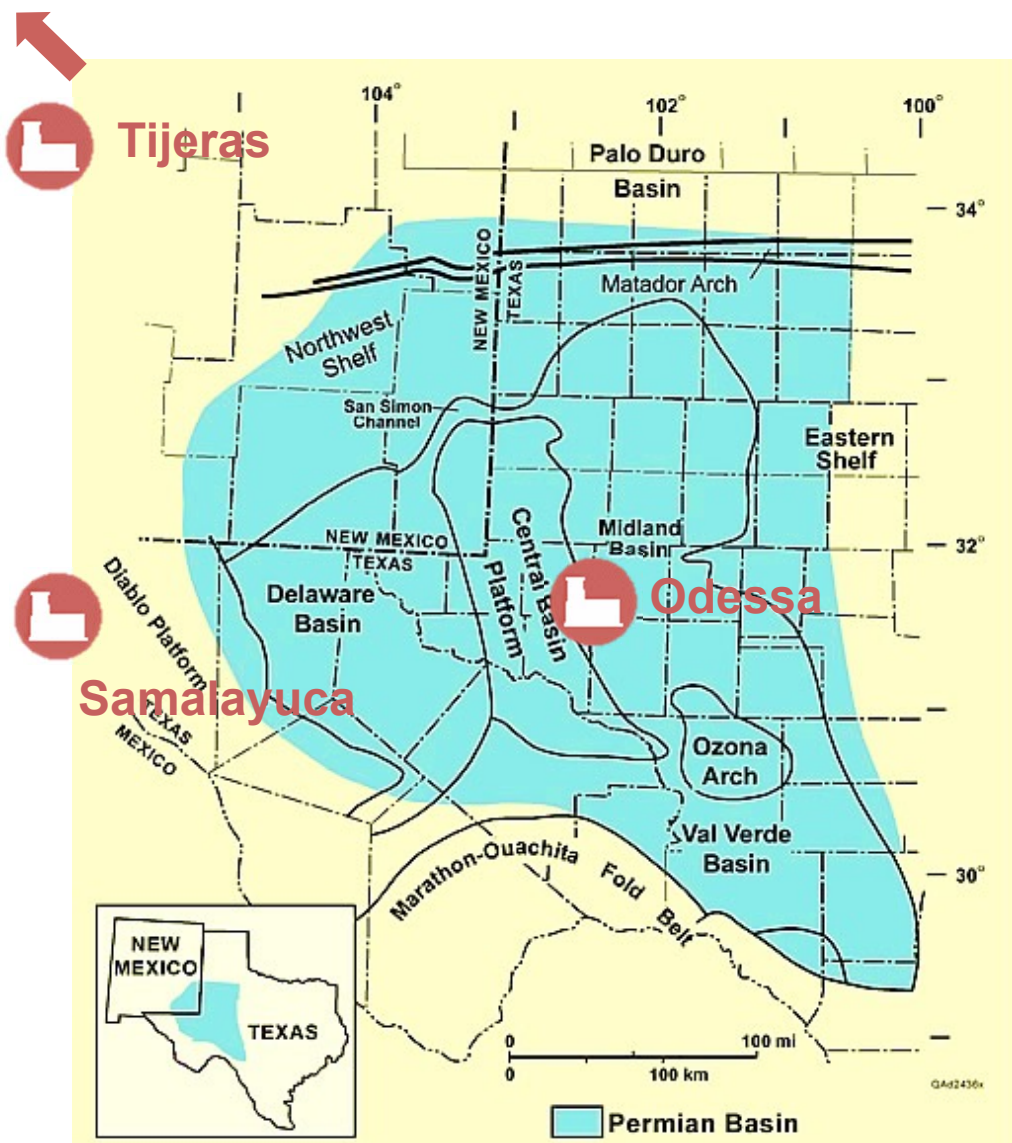 104°
102°
100°
Tijeras
Palo Duro
Basin
34°
NEW MEXICO
TEXAS
Matador Arch
Northwest
Shelf
San Simon
Channel
Eastern
Shelf
Central Basin
Platform
Midland
Basin
NEW MEXICO
TEXAS
32°
Diablo Platform
Delaware
Basin
Odessa
Samalayuca
TEXAS
MEXICO
Ozona
Arch
Val Verde
Basin
30°
Marathon-Ouachita Fold Belt
NEW
MEXICO
TEXAS
0 100 mi
0 100 km
QAd2436x
Permian Basin